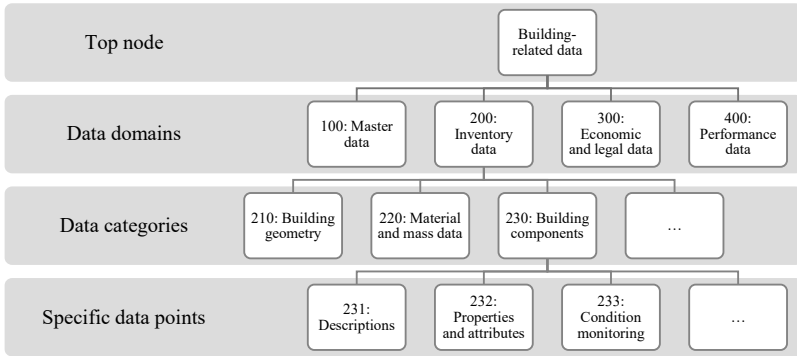 Top node
Building-
related data
Data domains
100: Master
data
200:
Inventory
data
300:
Economic
and legal data
400:
Performance
data
Data categories
210: Building
geometry
220: Material
and mass data
230: Building
components
...
Specific data points
231:
Descriptions
232:
Properties
and attributes
233:
Condition
monitoring
...